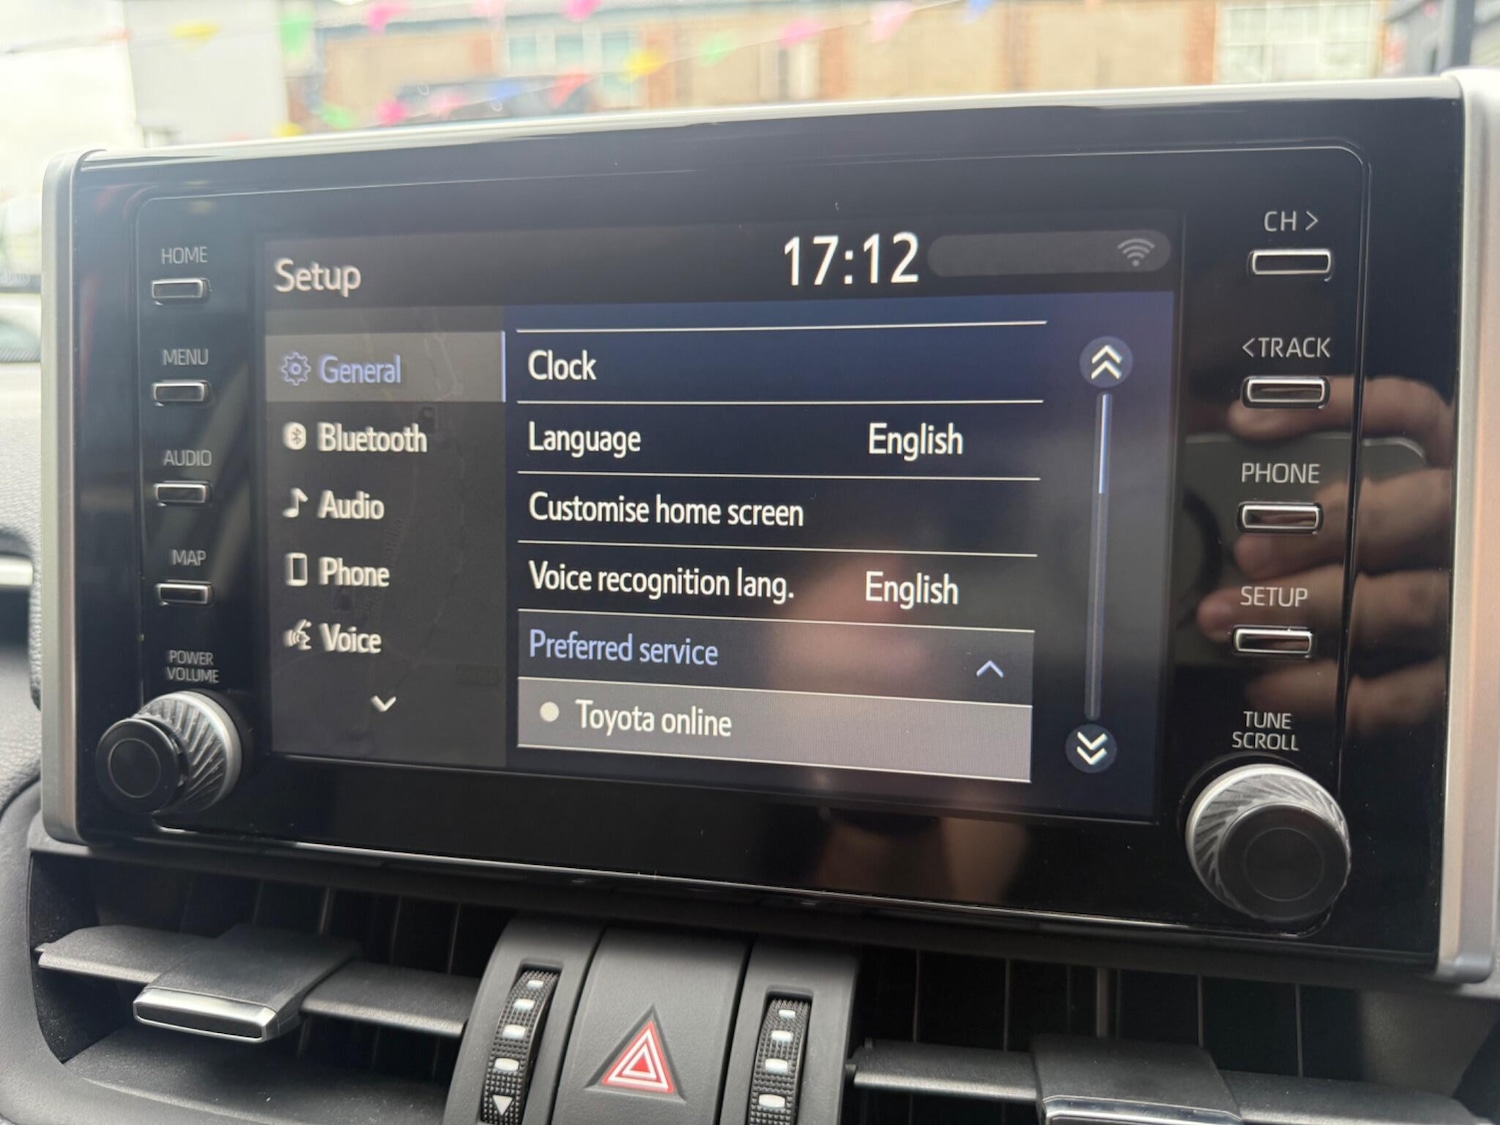 HOME
MENU
AUDIO
MAP
POWER
VOLUME
Setup
17:12
General
Bluetooth
Audio
Phone
Voice
Clock
Language English
Customise home screen
Voice recognition lang. English
Preferred service
Toyota online
CH >
<TRACK
PHONE
SETUP
TUNE
SCROLL